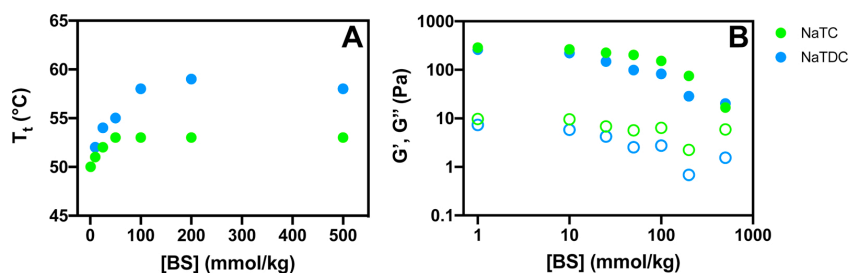 A
65
60
55
50
45
Tt (°C)
0 100 200 300 400 500
[BS] (mmol/kg)
B
1000
100
10
1
0.1
G’, G” (Pa)
1 10 100 1000
[BS] (mmol/kg)
NaTC
NaTDC